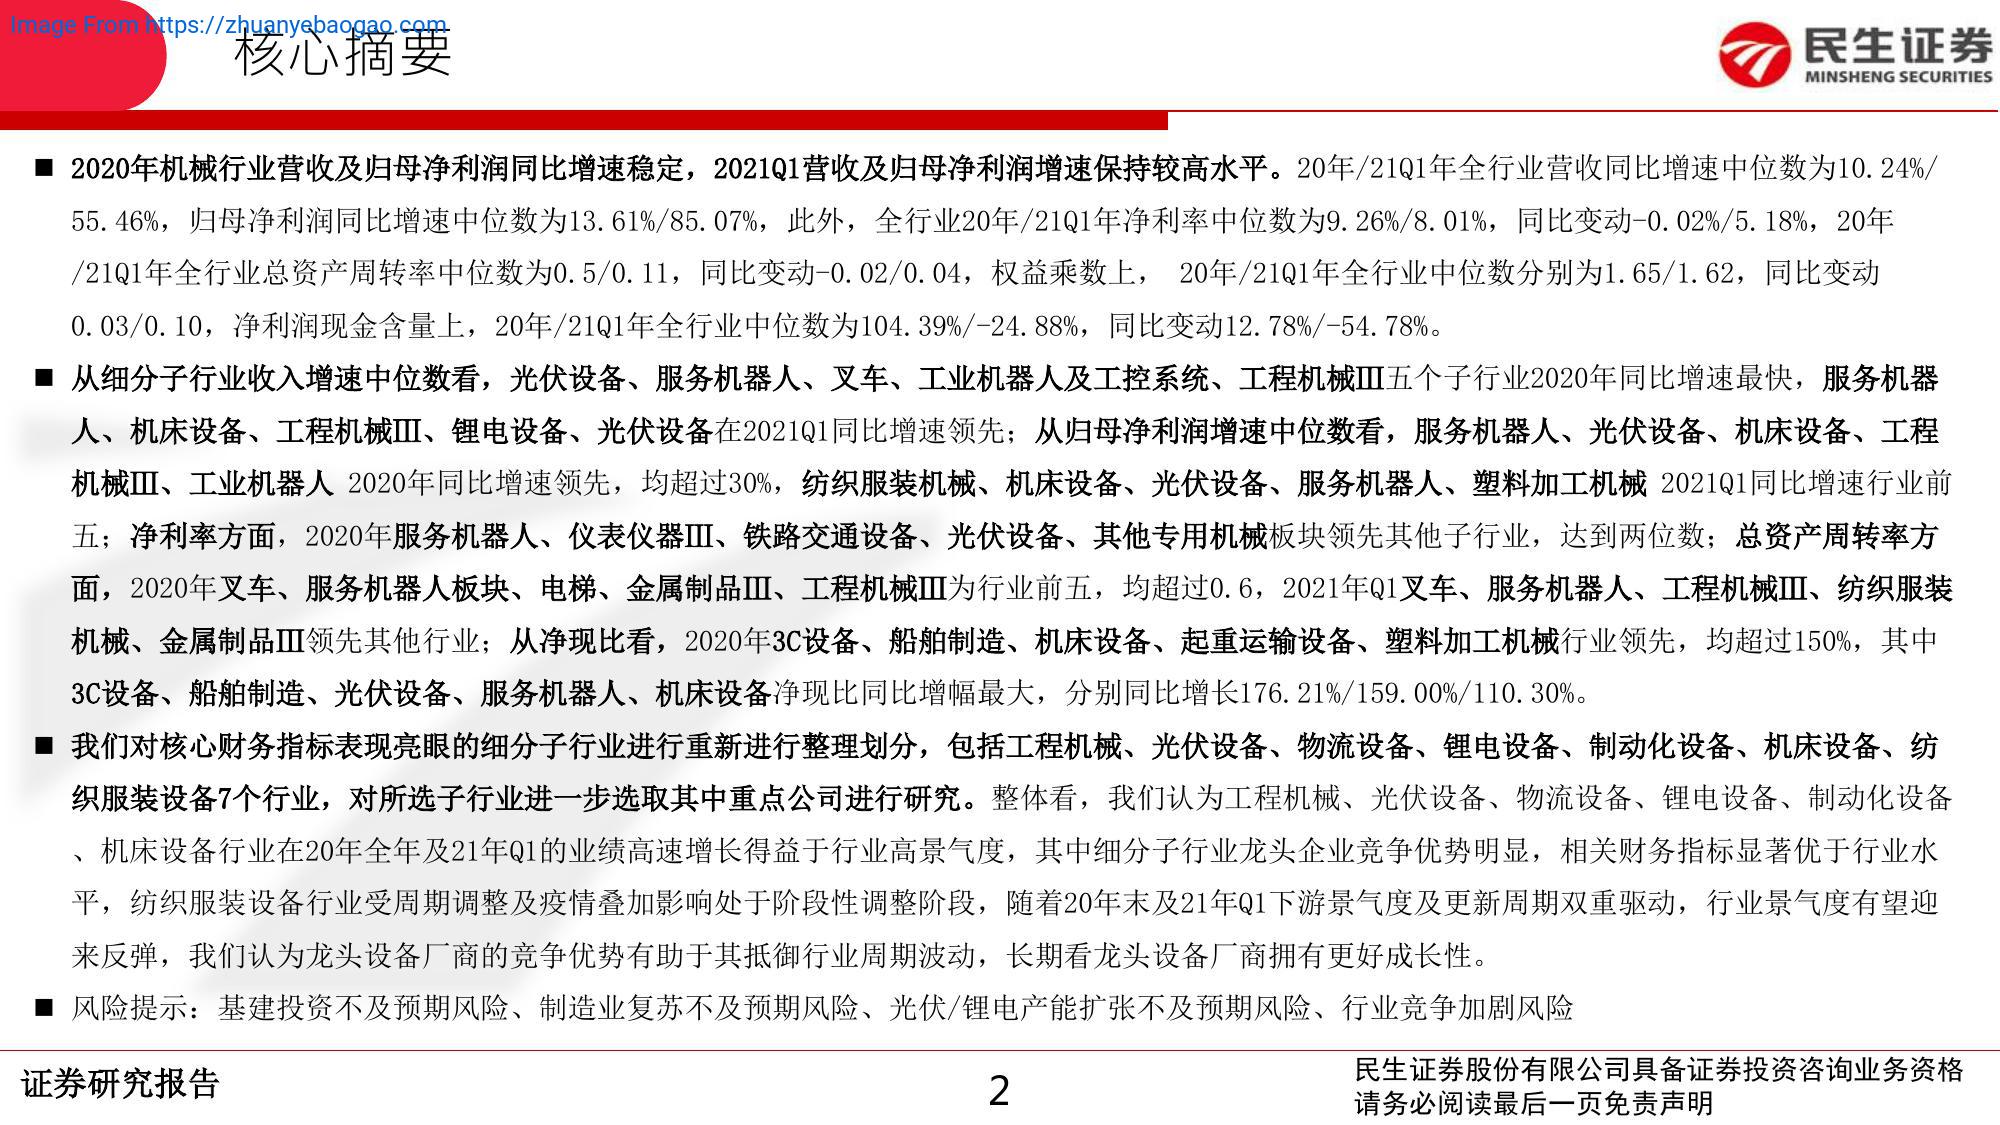 Image From https://zhuanyebaogao.com
核心摘要
民生证券
MINSHENG SECURITIES
■ 2020年机械行业营收及归母净利润同比增速稳定，2021Q1营收及归母净利润增速保持较高水平。20年/21Q1年全行业营收同比增速中位数为10.24%/
55.46%，归母净利润同比增速中位数为13.61%/85.07%，此外，全行业20年/21Q1年净利率中位数为9.26%/8.01%，同比变动-0.02%/5.18%，20年
/21Q1年全行业总资产周转率中位数为0.5/0.11，同比变动-0.02/0.04，权益乘数上， 20年/21Q1年全行业中位数分别为1.65/1.62，同比变动
0.03/0.10，净利润现金含量上，20年/21Q1年全行业中位数为104.39%/-24.88%，同比变动12.78%/-54.78%。
■ 从细分子行业收入增速中位数看，光伏设备、服务机器人、叉车、工业机器人及工控系统、工程机械Ⅲ五个子行业2020年同比增速最快，服务机器
人、机床设备、工程机械Ⅲ、锂电设备、光伏设备在2021Q1同比增速领先；从归母净利润增速中位数看，服务机器人、光伏设备、机床设备、工程
机械Ⅲ、工业机器人 2020年同比增速领先，均超过30%，纺织服装机械、机床设备、光伏设备、服务机器人、塑料加工机械 2021Q1同比增速行业前
五；净利率方面，2020年服务机器人、仪表仪器Ⅲ、铁路交通设备、光伏设备、其他专用机械板块领先其他子行业，达到两位数；总资产周转率方
面，2020年叉车、服务机器人板块、电梯、金属制品Ⅲ、工程机械Ⅲ为行业前五，均超过0.6，2021年Q1叉车、服务机器人、工程机械Ⅲ、纺织服装
机械、金属制品Ⅲ领先其他行业；从净现比看，2020年3C设备、船舶制造、机床设备、起重运输设备、塑料加工机械行业领先，均超过150%，其中
3C设备、船舶制造、光伏设备、服务机器人、机床设备净现比同比增幅最大，分别同比增长176.21%/159.00%/110.30%。
■ 我们对核心财务指标表现亮眼的细分子行业进行重新进行整理划分，包括工程机械、光伏设备、物流设备、锂电设备、制动化设备、机床设备、纺
织服装设备7个行业，对所选子行业进一步选取其中重点公司进行研究。整体看，我们认为工程机械、光伏设备、物流设备、锂电设备、制动化设备
、机床设备行业在20年全年及21年Q1的业绩高速增长得益于行业高景气度，其中细分子行业龙头企业竞争优势明显，相关财务指标显著优于行业水
平，纺织服装设备行业受周期调整及疫情叠加影响处于阶段性调整阶段，随着20年末及21年Q1下游景气度及更新周期双重驱动，行业景气度有望迎
来反弹，我们认为龙头设备厂商的竞争优势有助于其抵御行业周期波动，长期看龙头设备厂商拥有更好成长性。
■ 风险提示：基建投资不及预期风险、制造业复苏不及预期风险、光伏/锂电产能扩张不及预期风险、行业竞争加剧风险
证券研究报告
2
民生证券股份有限公司具备证券投资咨询业务资格
请务必阅读最后一页免责声明